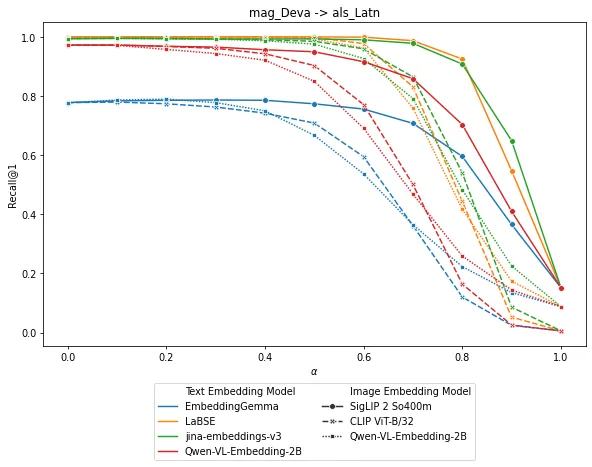 mag_Deva -> als_Latn
Recall@1
1.0
0.8
0.6
0.4
0.2
0.0
0.0 0.2 0.4 0.6 0.8 1.0
α
Text Embedding Model Image Embedding Model
EmbeddingGemma SigLIP 2 So400m
LaBSE CLIP ViT-B/32
jina-embeddings-v3 Qwen-VL-Embedding-2B
Qwen-VL-Embedding-2B